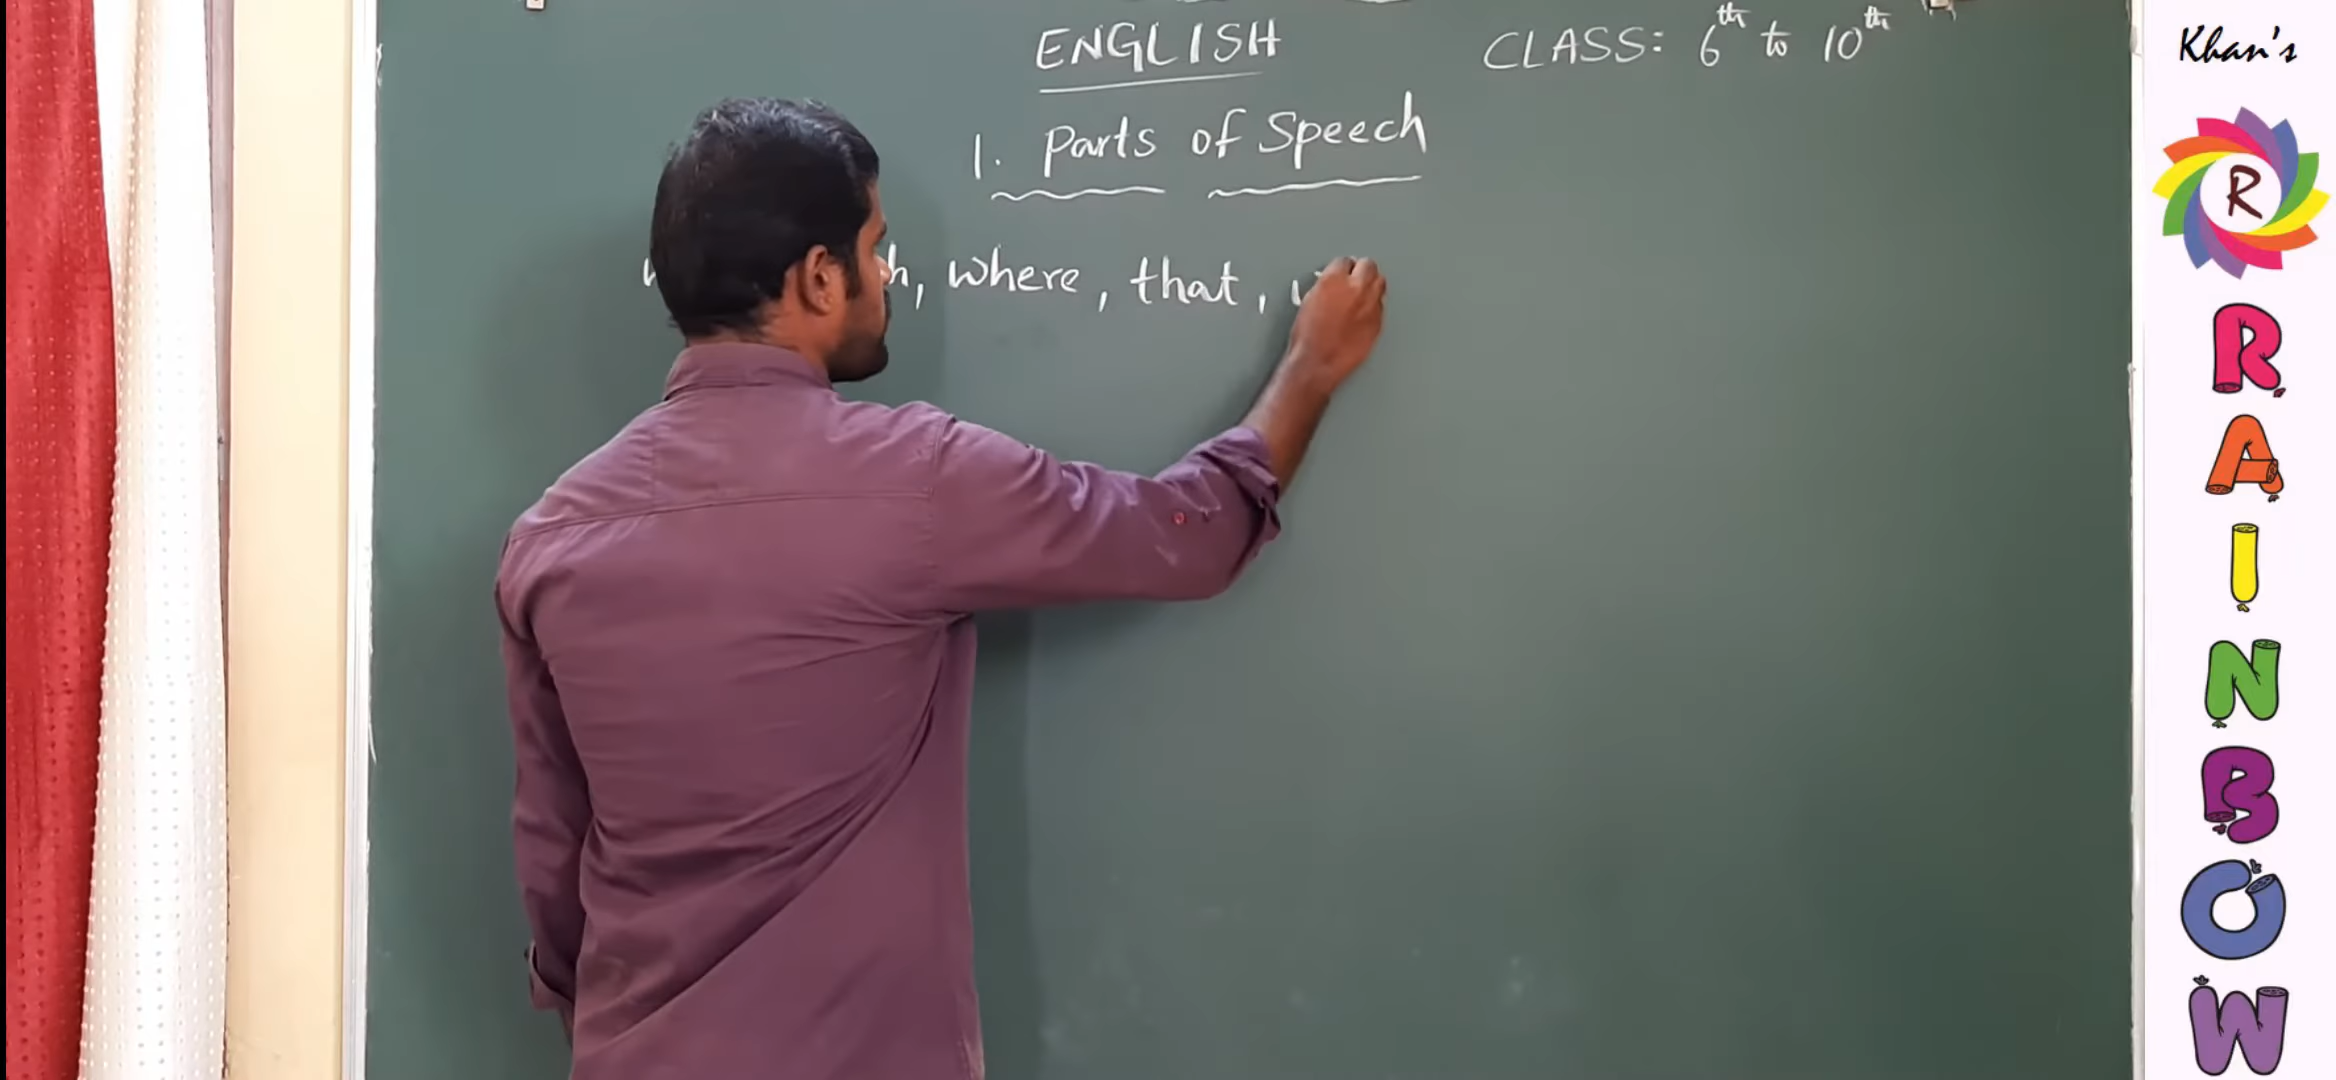 ENGLISH
CLASS: 6th to 10th
1. Parts of Speech
where, that,
Khan's
R
RAINBOW